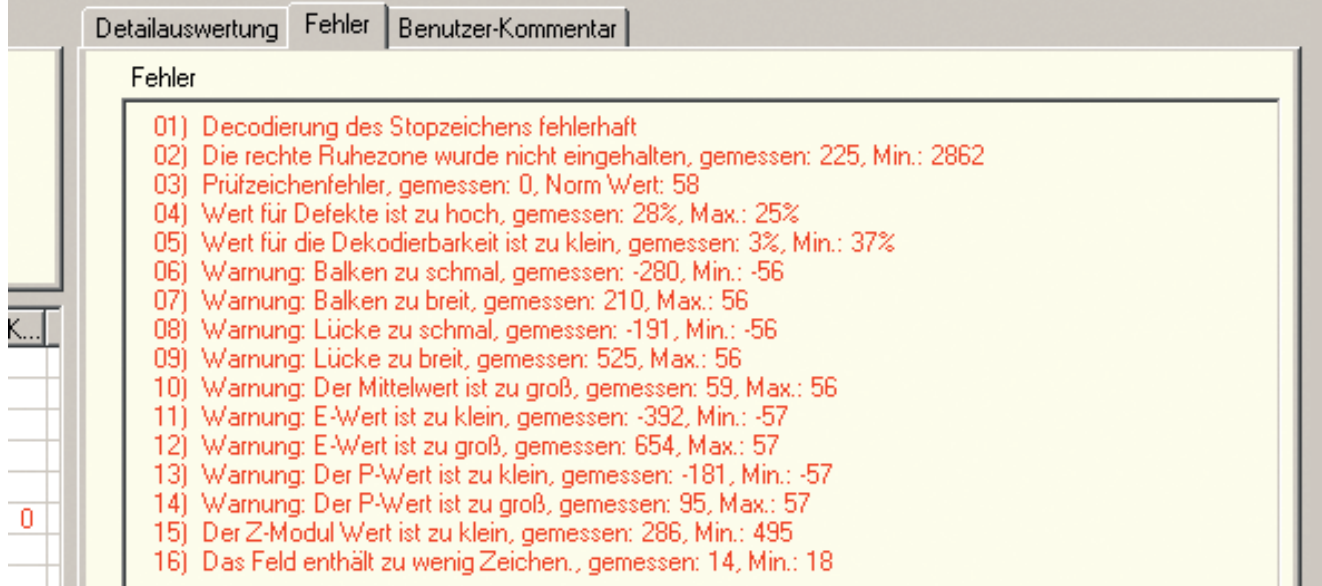 Detailauswertung Fehler Benutzer-Kommentar
Fehler
01) Decodierung des Stopzeichens fehlerhaft
02) Die rechte Ruhezone wurde nicht eingehalten, gemessen: 225, Min.: 2862
03) Prüfzeichenfehler, gemessen: 0, Norm Wert: 58
04) Wert für Defekte ist zu hoch, gemessen: 28%, Max.: 25%
05) Wert für die Dekodierbarkeit ist zu klein, gemessen: 3%, Min.: 37%
06) Warnung: Balken zu schmal, gemessen: -280, Min.: -56
07) Warnung: Balken zu breit, gemessen: 210, Max.: 56
K...
08) Warnung: Lücke zu schmal, gemessen: -191, Min.: -56
09) Warnung: Lücke zu breit, gemessen: 525, Max.: 56
10) Warnung: Der Mittelwert ist zu groß, gemessen: 59, Max.: 56
11) Warnung: E-Wert ist zu klein, gemessen: -392, Min.: -57
12) Warnung: E-Wert ist zu groß, gemessen: 654, Max.: 57
13) Warnung: Der P-Wert ist zu klein, gemessen: -181, Min.: -57
14) Warnung: Der P-Wert ist zu groß, gemessen: 95, Max.: 57
0
15) Der Z-Modul Wert ist zu klein, gemessen: 286, Min.: 495
16) Das Feld enthält zu wenig Zeichen., gemessen: 14, Min.: 18